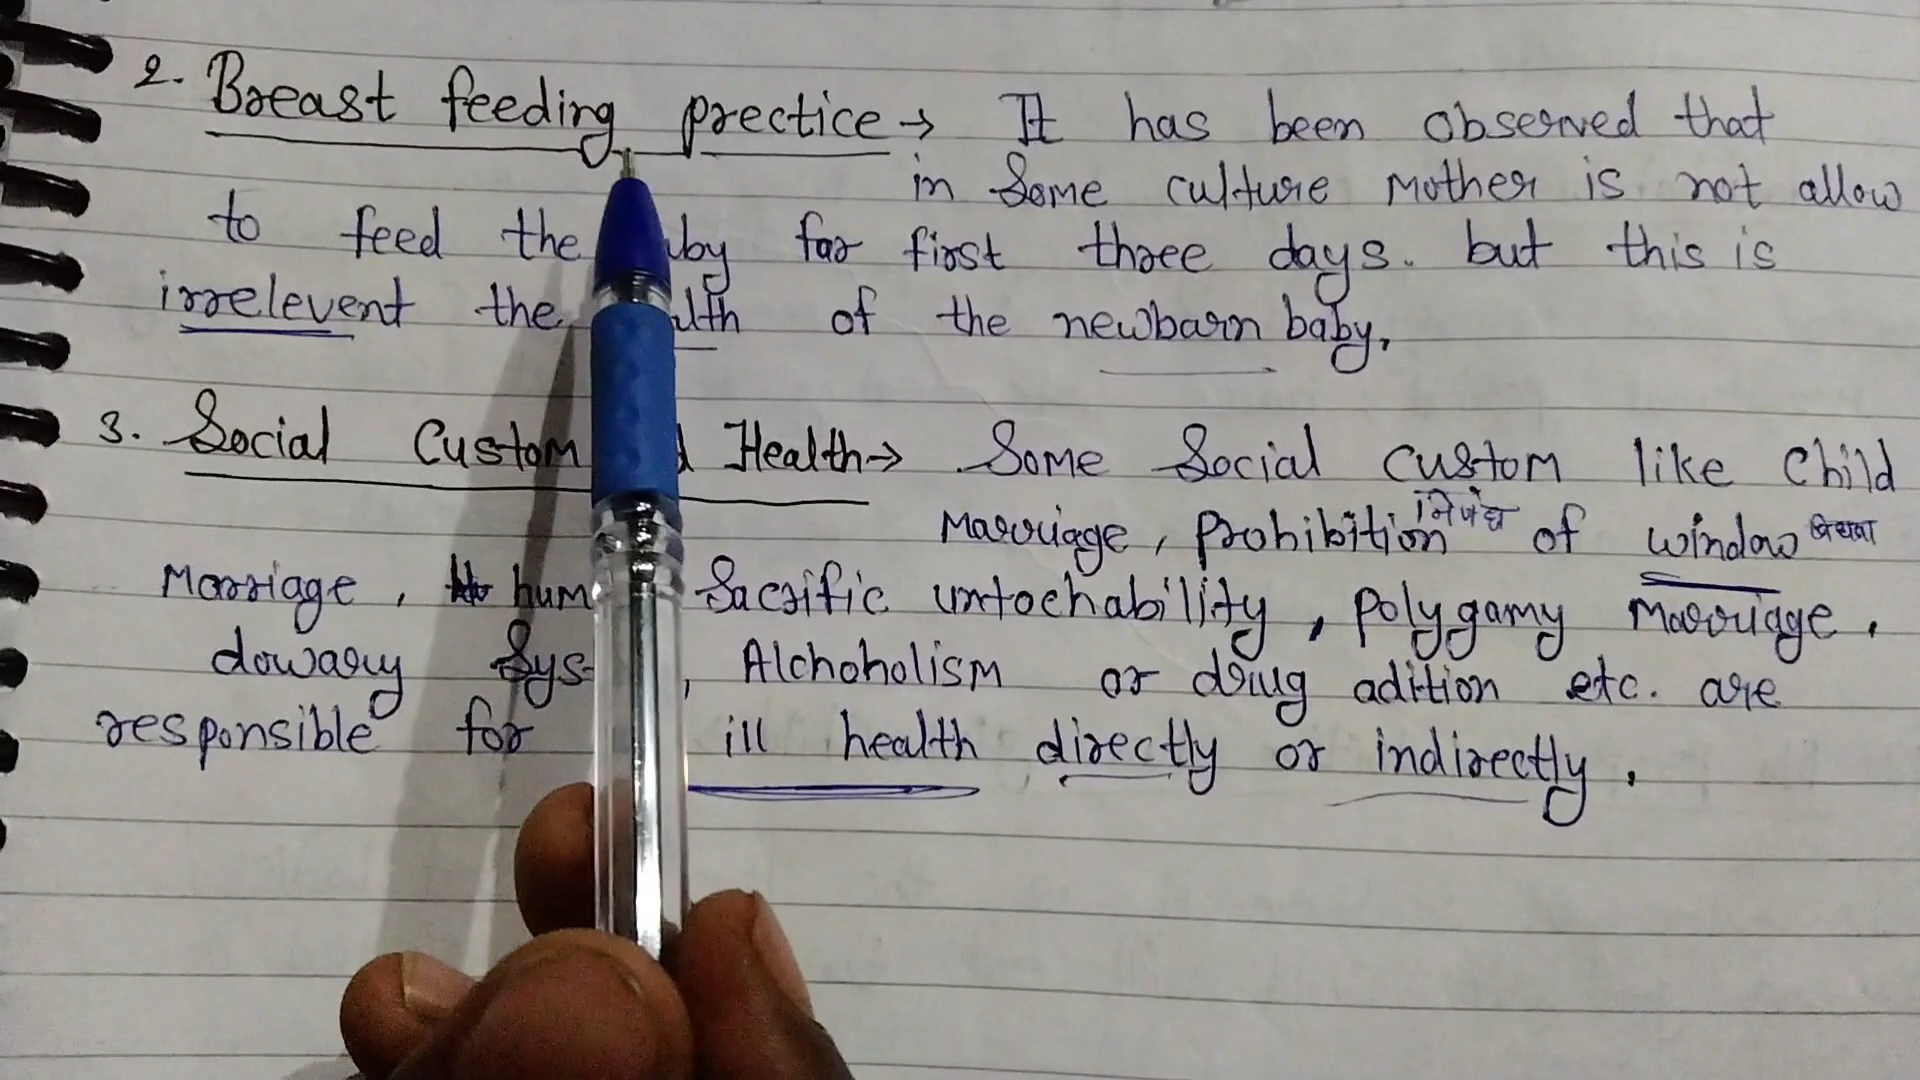 2. Breast feeding prectice → It has been observed that
in Some culture Mother is not allow
to feed the by for first three days. but this is
irrelevent the lth of the newbarn baby,
3. Social Custom d Health → Some Social Custom like Child
Marriage, Prohibition निषेध of window विधवा
Marriage, hum Sacrific untochability, Polygamy Marriage,
dowary Sys , Alchoholism or drug adition etc. are
responsible for ill health directly or indirectly.